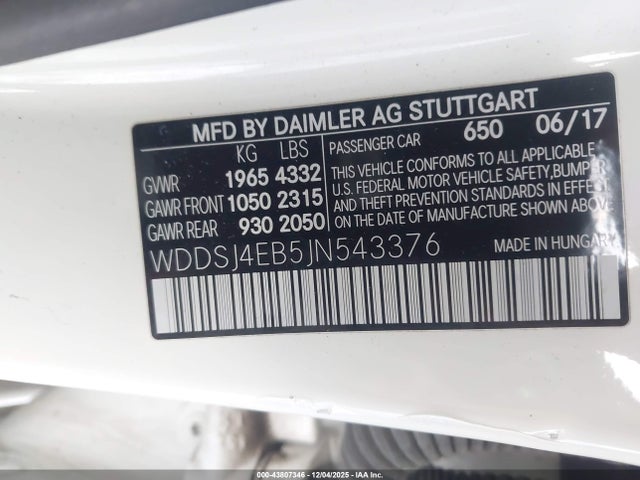 MFD BY DAIMLER AG STUTTGART
KG LBS PASSENGER CAR 650 06/17
GVWR 1965 4332
GAWR FRONT 1050 2315
GAWR REAR 930 2050
THIS VEHICLE CONFORMS TO ALL APPLICABLE
U.S. FEDERAL MOTOR VEHICLE SAFETY,BUMPER
AND THEFT PREVENTION STANDARDS IN EFFECT
ON THE DATE OF MANUFACTURE SHOWN ABOVE
WDDSJ4EB5JN543376 MADE IN HUNGARY
000-43807346 - 12/04/2025 - IAA Inc.